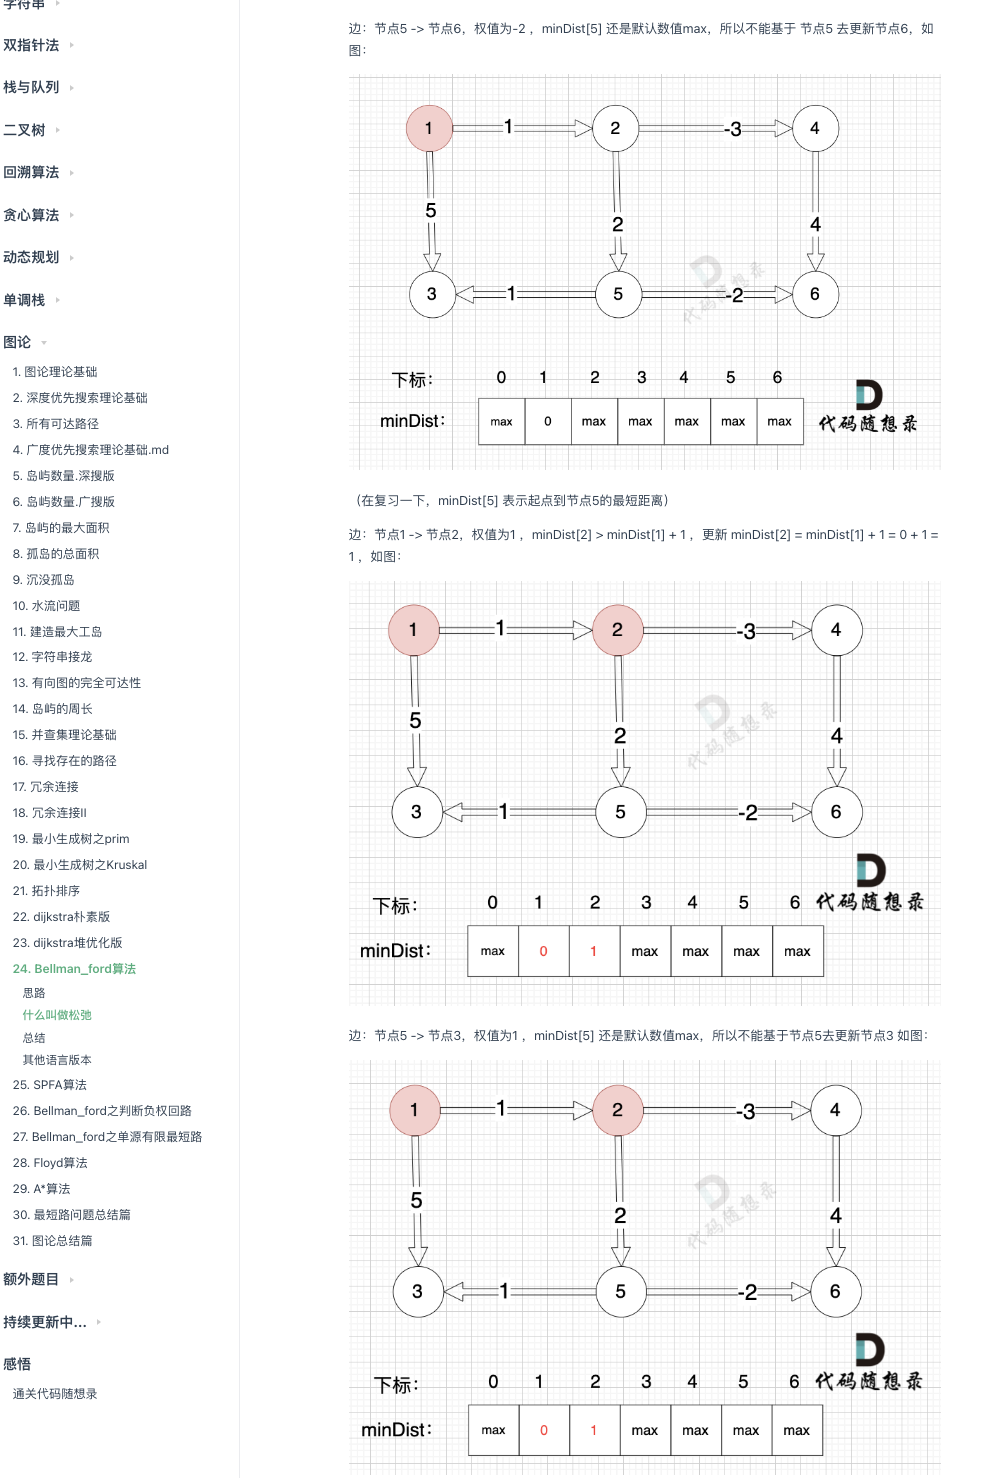 字符串
双指针法
栈与队列
二叉树
回溯算法
贪心算法
动态规划
单调栈
图论
1. 图论理论基础
2. 深度优先搜索理论基础
3. 所有可达路径
4. 广度优先搜索理论基础.md
5. 岛屿数量.深搜版
6. 岛屿数量.广搜版
7. 岛屿的最大面积
8. 孤岛的总面积
9. 沉没孤岛
10. 水流问题
11. 建造最大工岛
12. 字符串接龙
13. 有向图的完全可达性
14. 岛屿的周长
15. 并查集理论基础
16. 寻找存在的路径
17. 冗余连接
18. 冗余连接II
19. 最小生成树之prim
20. 最小生成树之Kruskal
21. 拓扑排序
22. dijkstra朴素版
23. dijkstra堆优化版
24. Bellman_ford算法
思路
什么叫做松弛
总结
其他语言版本
25. SPFA算法
26. Bellman_ford之判断负权回路
27. Bellman_ford之单源有限最短路
28. Floyd算法
29. A*算法
30. 最短路问题总结篇
31. 图论总结篇
额外题目
持续更新中...
感悟
通关代码随想录
边：节点5 -> 节点6，权值为-2 ，minDist[5] 还是默认数值max，所以不能基于 节点5 去更新节点6，如
图：
1 1 2 -3 4
5 2 4
代码随想录
3 1 5 -2 6
下标： 0 1 2 3 4 5 6
minDist： max 0 max max max max max
代码随想录
（在复习一下，minDist[5] 表示起点到节点5的最短距离）
边：节点1 -> 节点2，权值为1 ，minDist[2] > minDist[1] + 1 ，更新 minDist[2] = minDist[1] + 1 = 0 + 1 =
1 ，如图：
1 1 2 -3 4
5 2 4
代码随想录
3 1 5 -2 6
下标： 0 1 2 3 4 5 6
代码随想录
minDist： max 0 1 max max max max
边：节点5 -> 节点3，权值为1 ，minDist[5] 还是默认数值max，所以不能基于节点5去更新节点3 如图：
1 1 2 -3 4
5 2 4
代码随想录
3 1 5 -2 6
下标： 0 1 2 3 4 5 6
代码随想录
minDist： max 0 1 max max max max